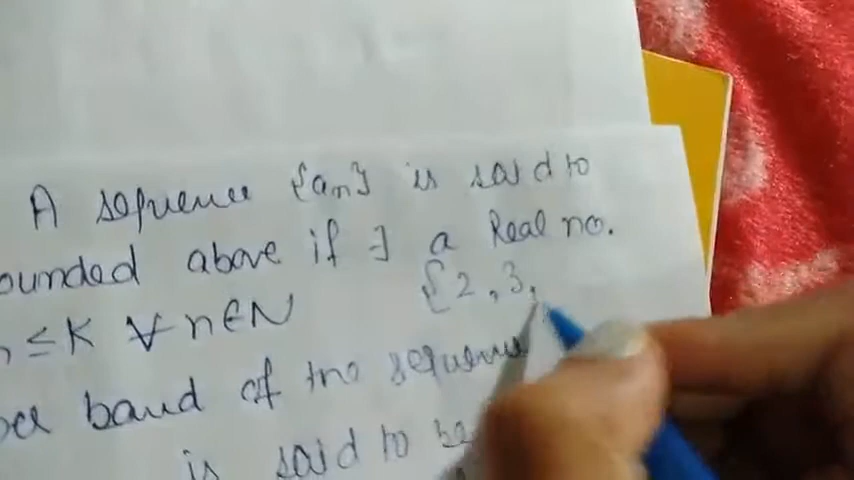 A sequence {an} is said to
ounded above if ∃ a Real no.
n ≤ K ∀ n∈N {2, 3,
band of the sequence
is said to be